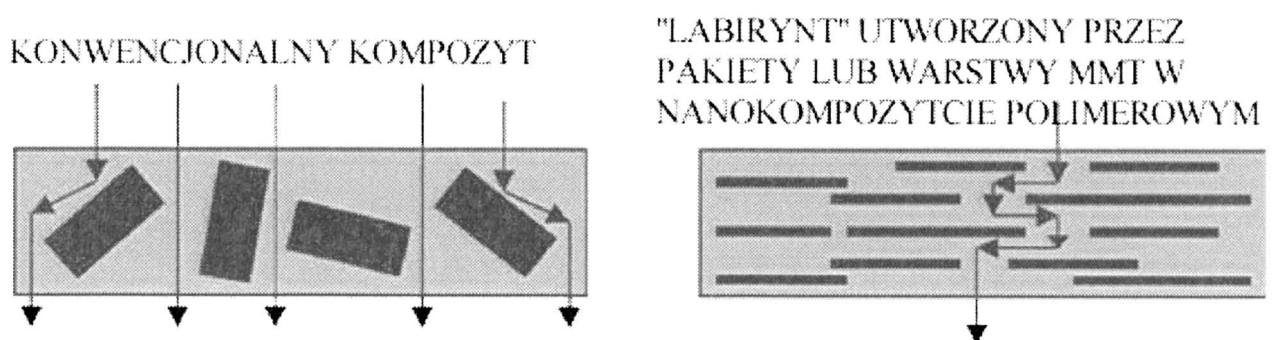 KONWENCJONALNY KOMPOZYT
"LABIRYNT" UTWORZONY PRZEZ
PAKIETY LUB WARSTWY MMT W
NANOKOMPOZYTCIE POLIMEROWYM